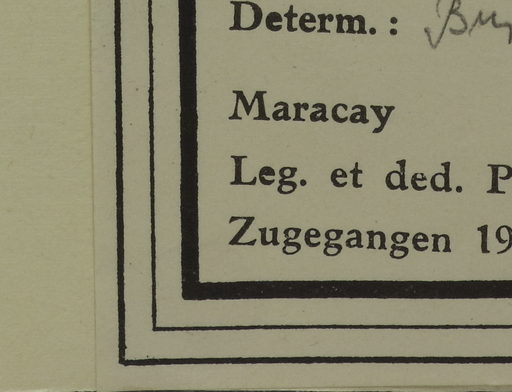 Determ. :
Maracay
Leg. et ded. P
Zugegangen 19